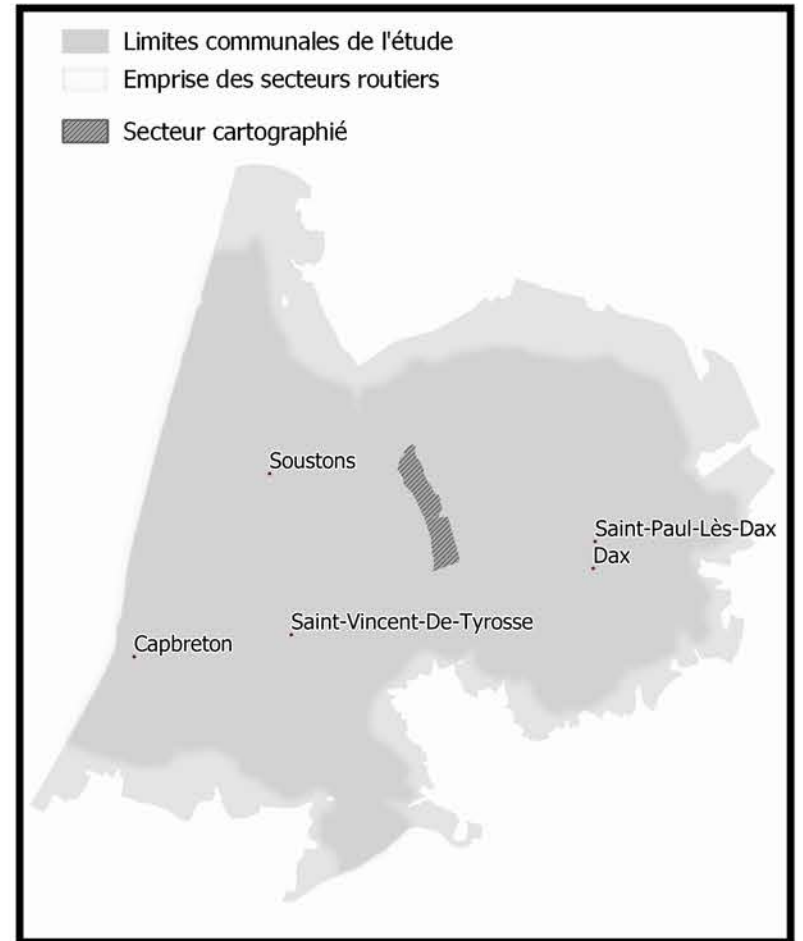 Limites communales de l'étude
Emprise des secteurs routiers
Secteur cartographié
Soustons
Saint-Paul-Lès-Dax
Dax
Saint-Vincent-De-Tyrosse
Capbreton